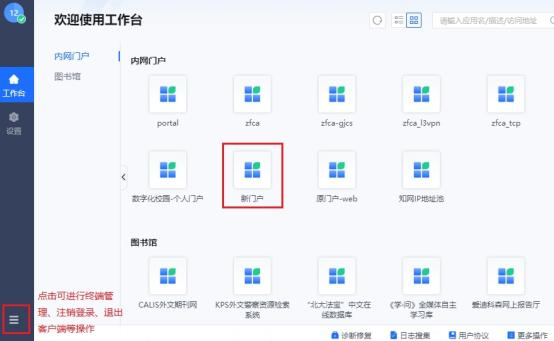 12
欢迎使用工作台
请输入应用名/描述/访问地址
内网门户
图书馆
工作台
设置
内网门户
portal
zfca
zfca-gjcs
zfca_l3vpn
zfca_tcp
数字化校园-个人门户
新门户
原门户-web
知网IP地址池
图书馆
CALIS外文期刊网
KPS外文警察资源检索
系统
“北大法宝”中文在
线数据库
《学·问》全媒体自主
学习库
爱迪科森网上报告厅
点击可进行终端管
理、注销登录、退出
客户端等操作
诊断修复
日志搜集
用户协议
更多操作